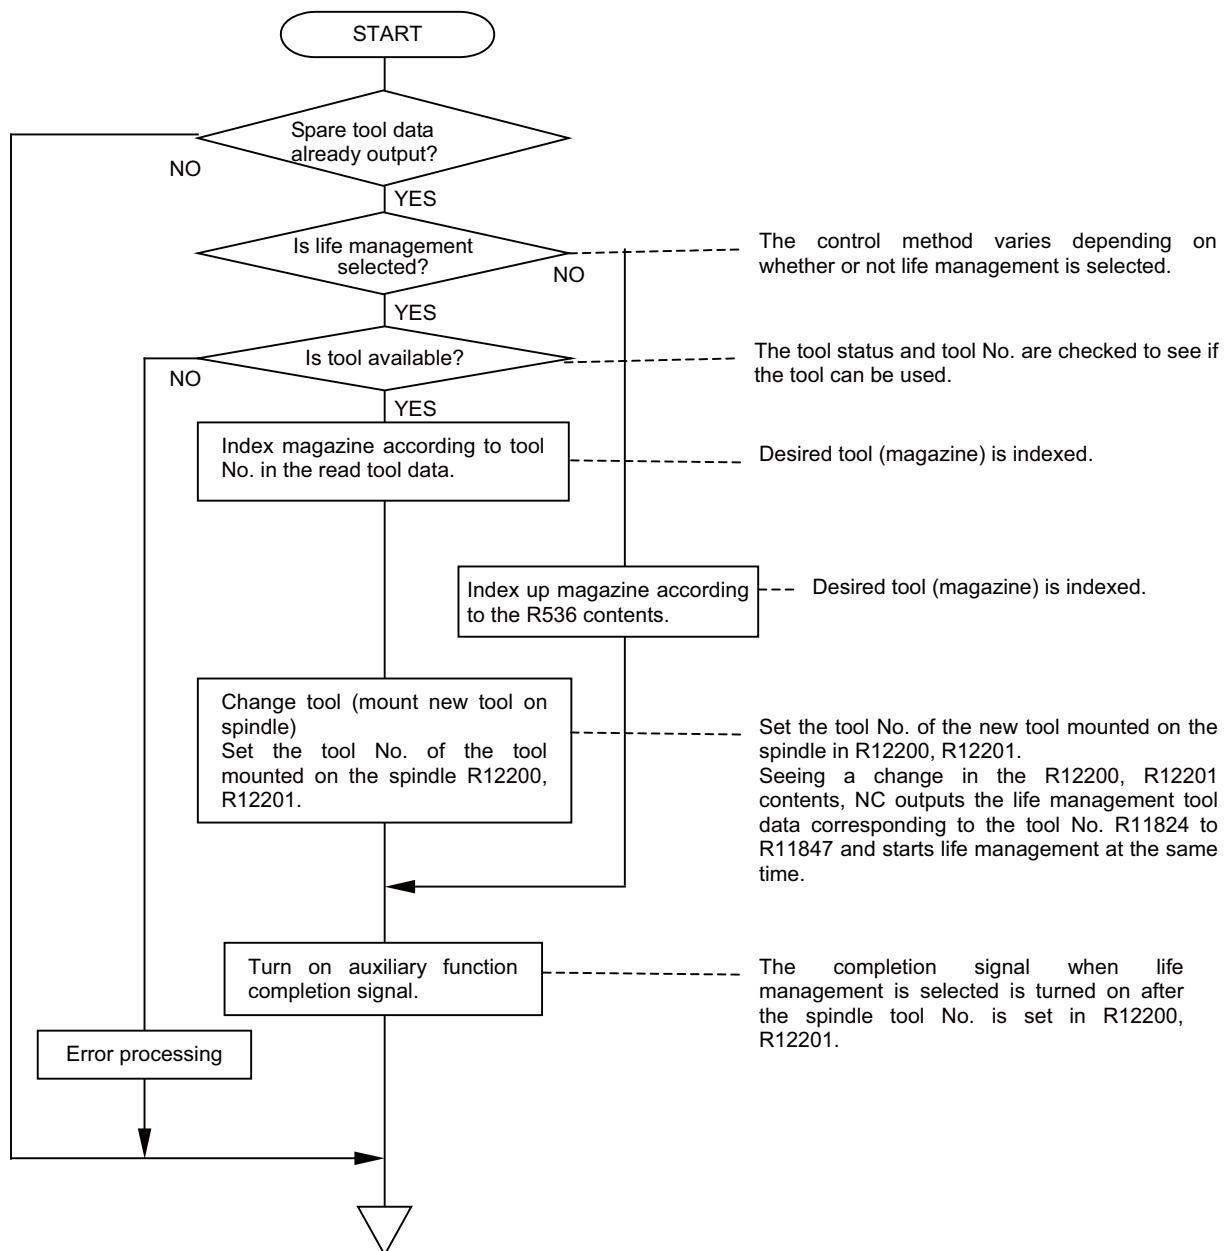 START
Spare tool data
already output?
NO
YES
Is life management
selected?
NO
The control method varies depending on
whether or not life management is selected.
YES
Is tool available?
NO
The tool status and tool No. are checked to see if
the tool can be used.
YES
Index magazine according to tool
No. in the read tool data.
Desired tool (magazine) is indexed.
Index up magazine according
to the R536 contents.
Desired tool (magazine) is indexed.
Change tool (mount new tool on
spindle)
Set the tool No. of the tool
mounted on the spindle R12200,
R12201.
Set the tool No. of the new tool mounted on the
spindle in R12200, R12201.
Seeing a change in the R12200, R12201
contents, NC outputs the life management tool
data corresponding to the tool No. R11824 to
R11847 and starts life management at the same
time.
Turn on auxiliary function
completion signal.
The completion signal when life
management is selected is turned on after
the spindle tool No. is set in R12200,
R12201.
Error processing